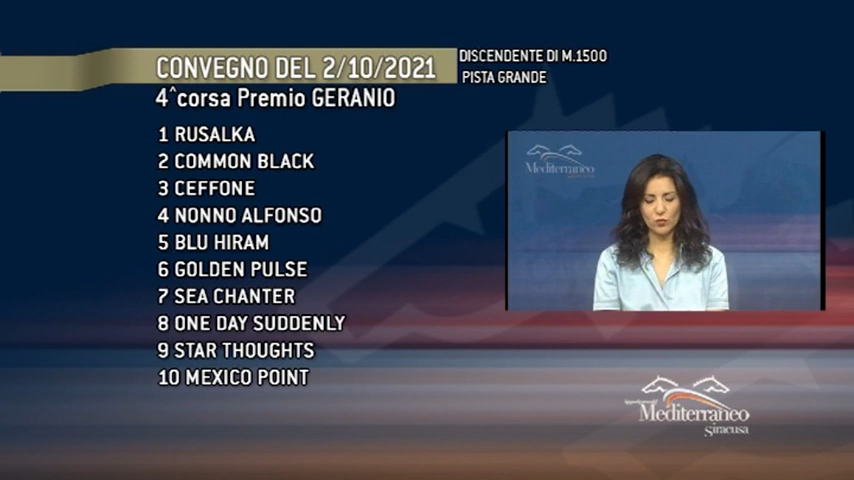 CONVEGNO DEL 2/10/2021
DISCENDENTE DI M.1500
PISTA GRANDE
4^corsa Premio GERANIO
1 RUSALKA
2 COMMON BLACK
3 CEFFONE
4 NONNO ALFONSO
5 BLU HIRAM
6 GOLDEN PULSE
7 SEA CHANTER
8 ONE DAY SUDDENLY
9 STAR THOUGHTS
10 MEXICO POINT
Mediterraneo
Mediterraneo
Siracusa